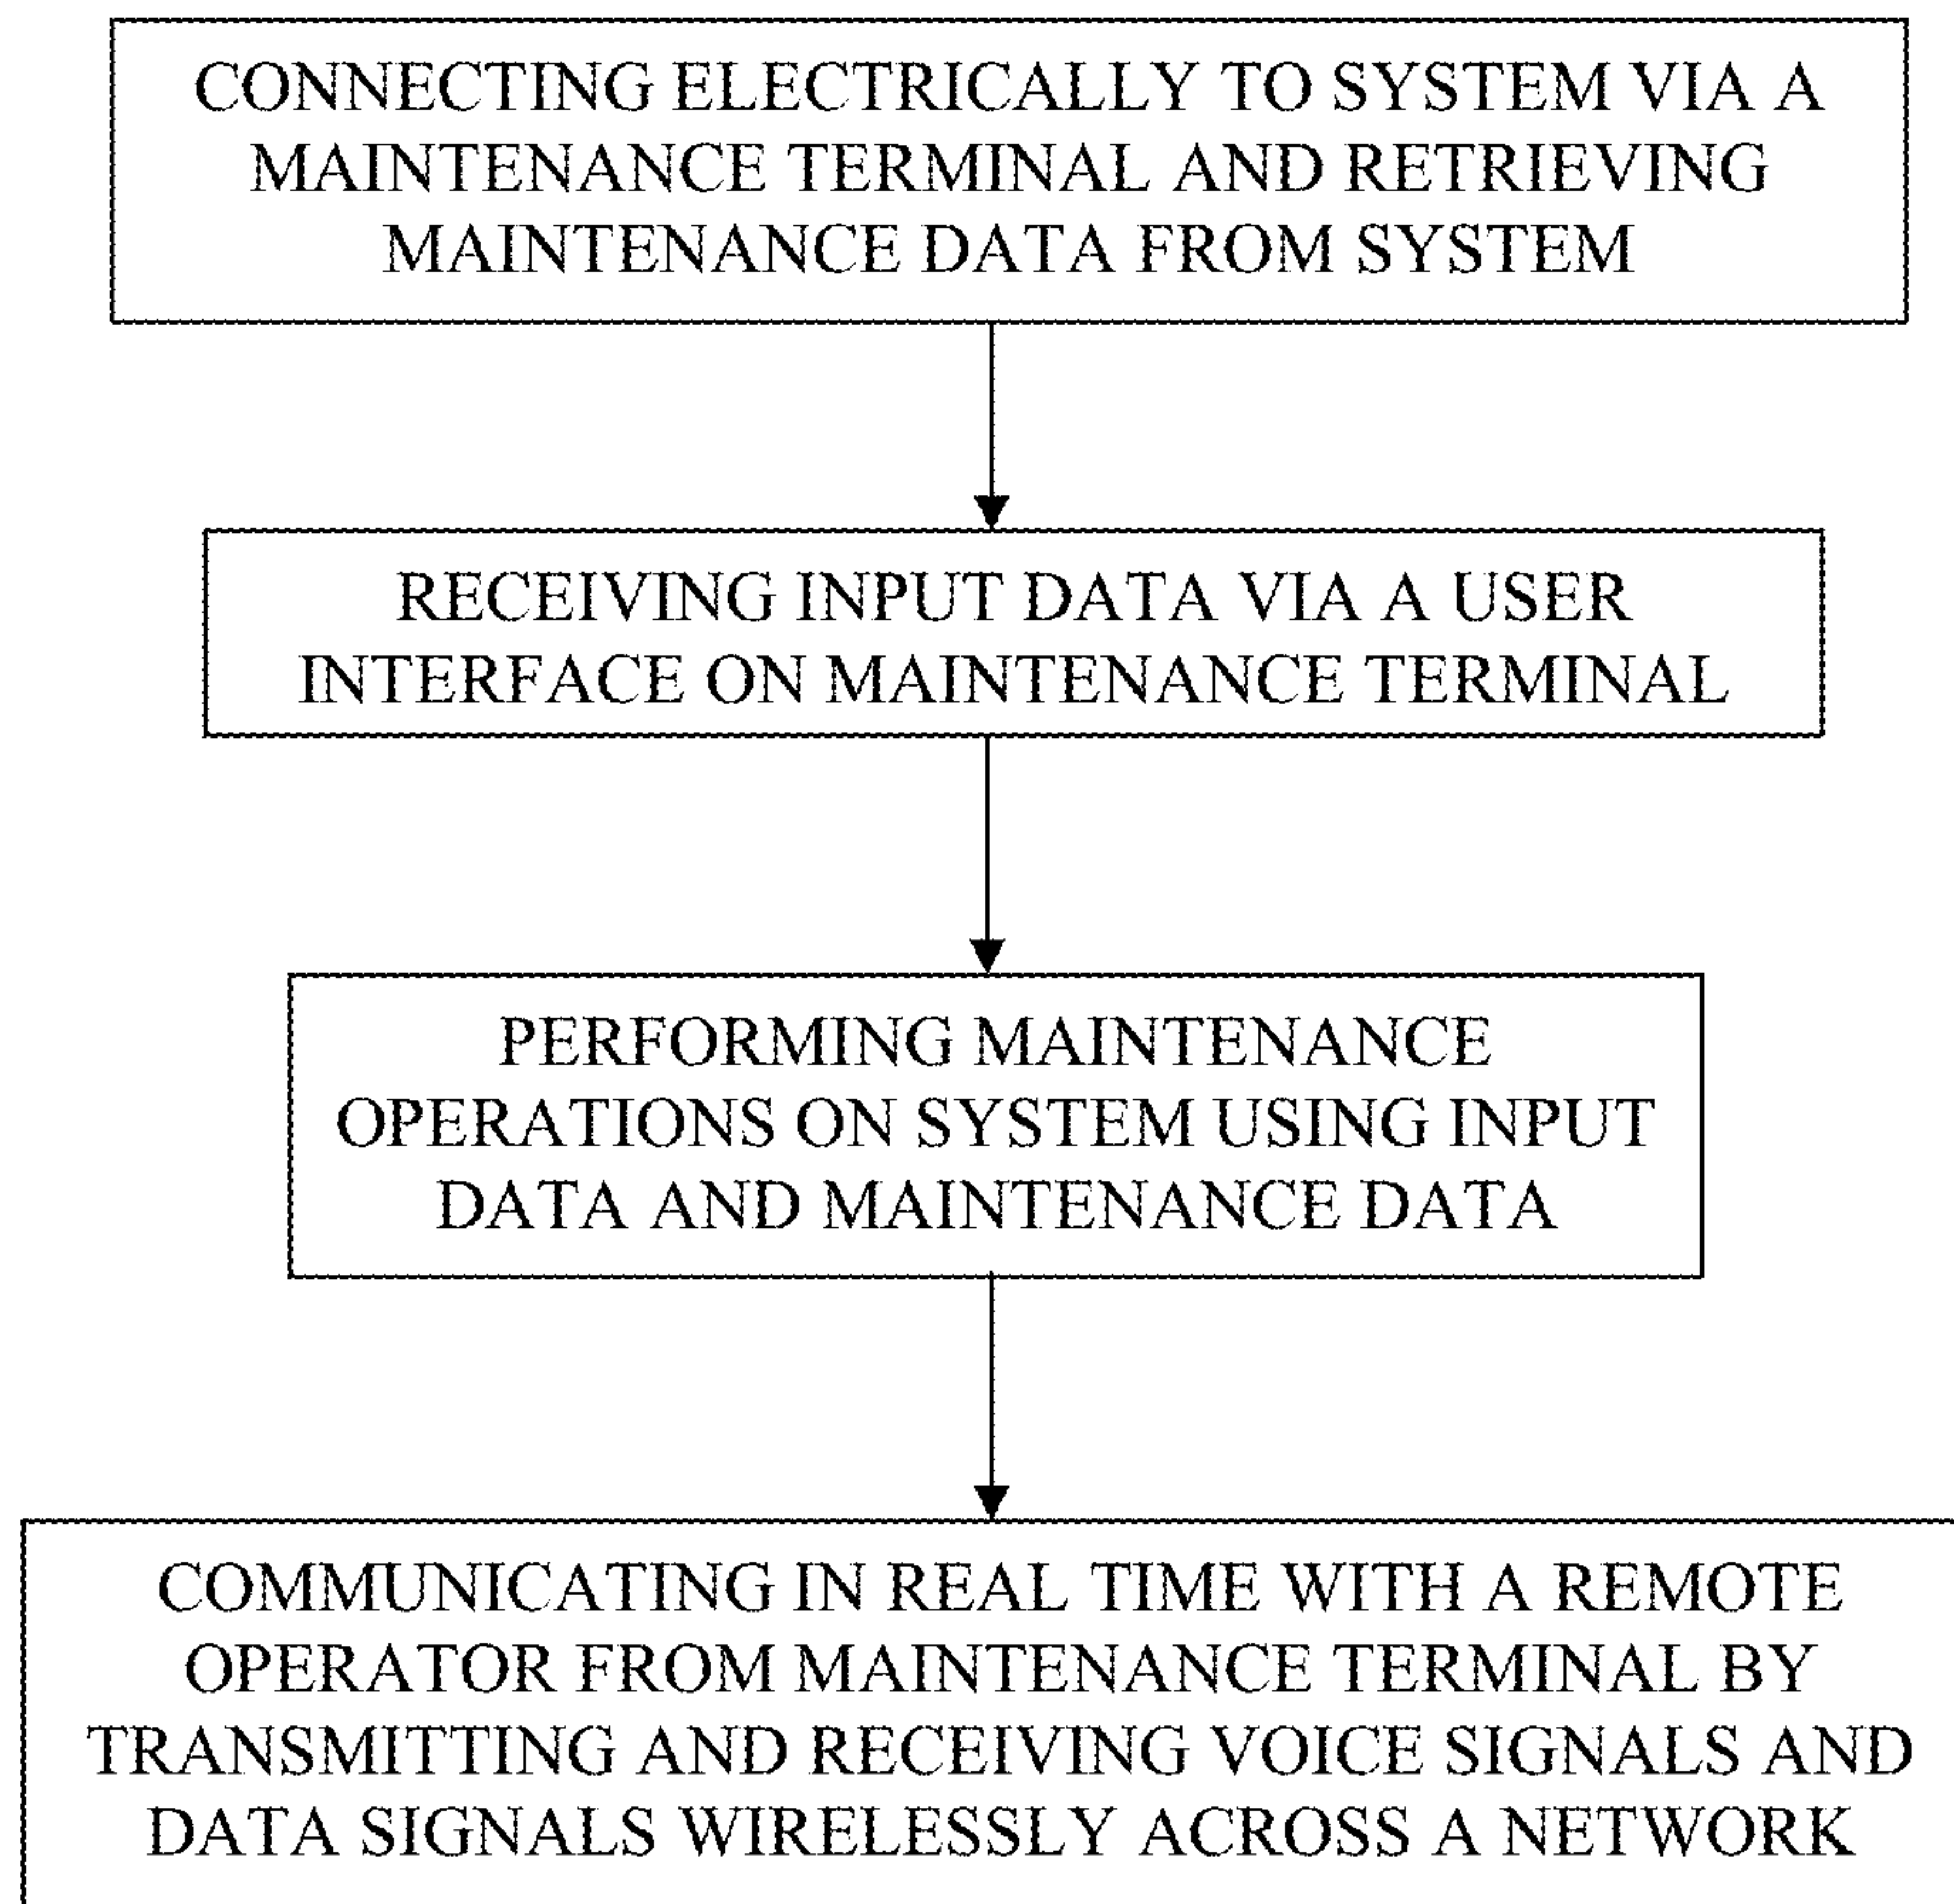 CONNECTING ELECTRICALLY TO SYSTEM VIA A
MAINTENANCE TERMINAL AND RETRIEVING
MAINTENANCE DATA FROM SYSTEM
RECEIVING INPUT DATA VIA A USER
INTERFACE ON MAINTENANCE TERMINAL
PERFORMING MAINTENANCE
OPERATIONS ON SYSTEM USING INPUT
DATA AND MAINTENANCE DATA
COMMUNICATING IN REAL TIME WITH A REMOTE
OPERATOR FROM MAINTENANCE TERMINAL BY
TRANSMITTING AND RECEIVING VOICE SIGNALS AND
DATA SIGNALS WIRELESSLY ACROSS A NETWORK